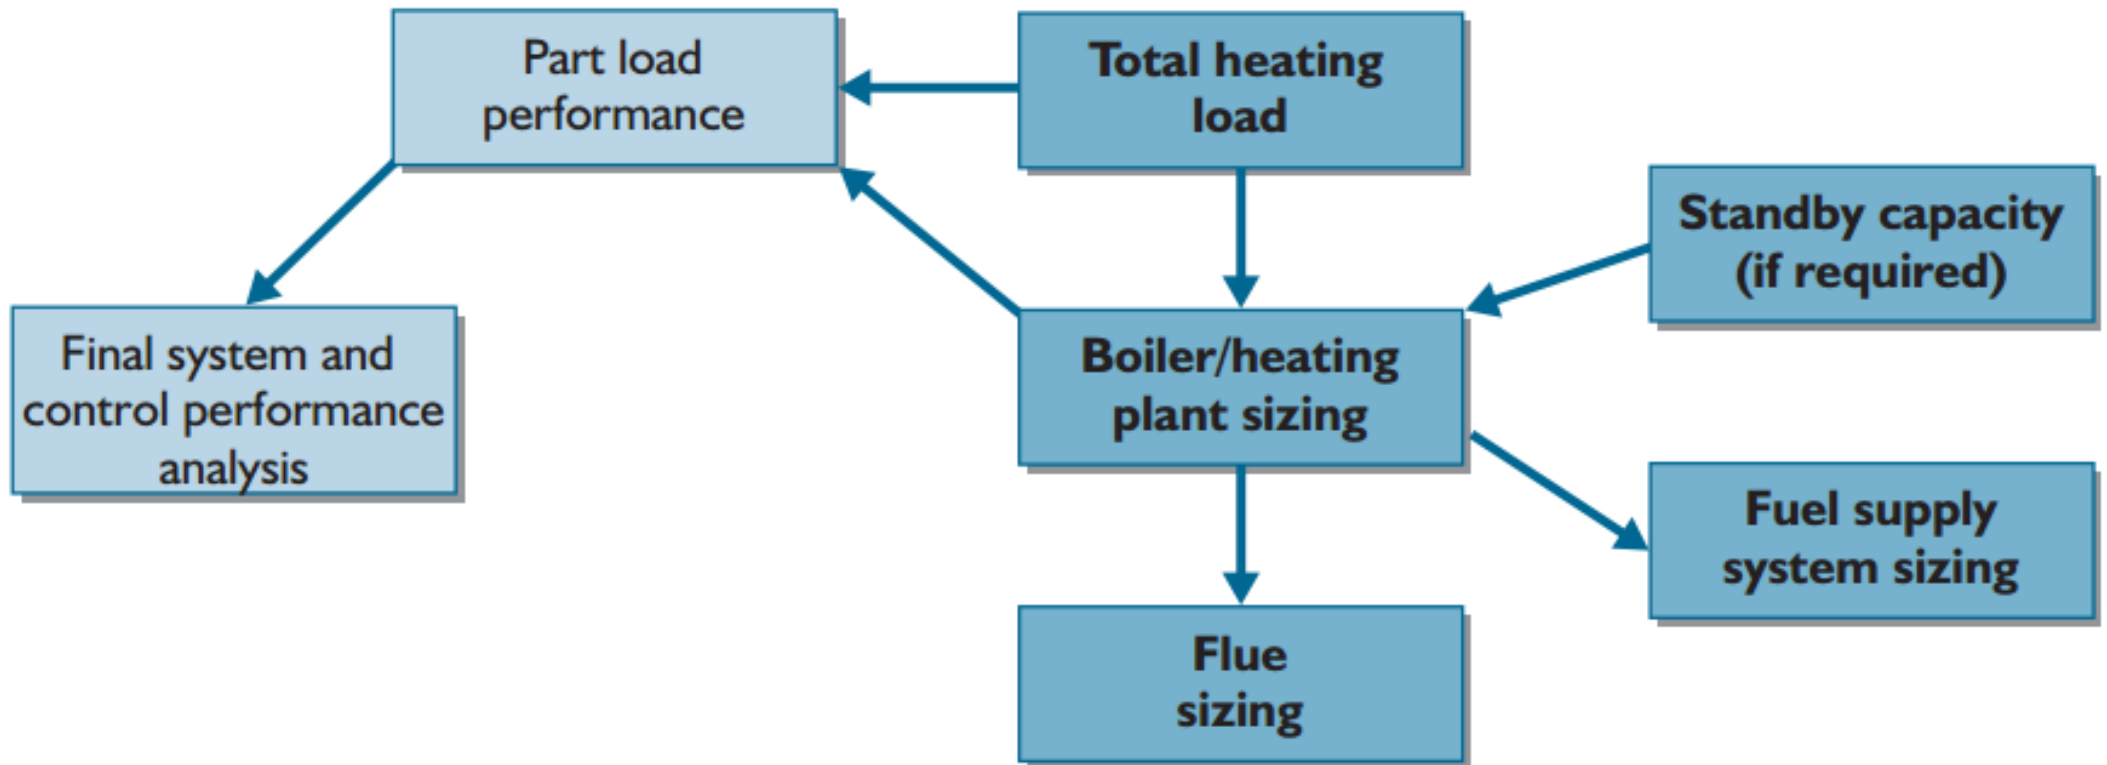 Part load
performance
Total heating
load
Standby capacity
(if required)
Final system and
control performance
analysis
Boiler/heating
plant sizing
Fuel supply
system sizing
Flue
sizing